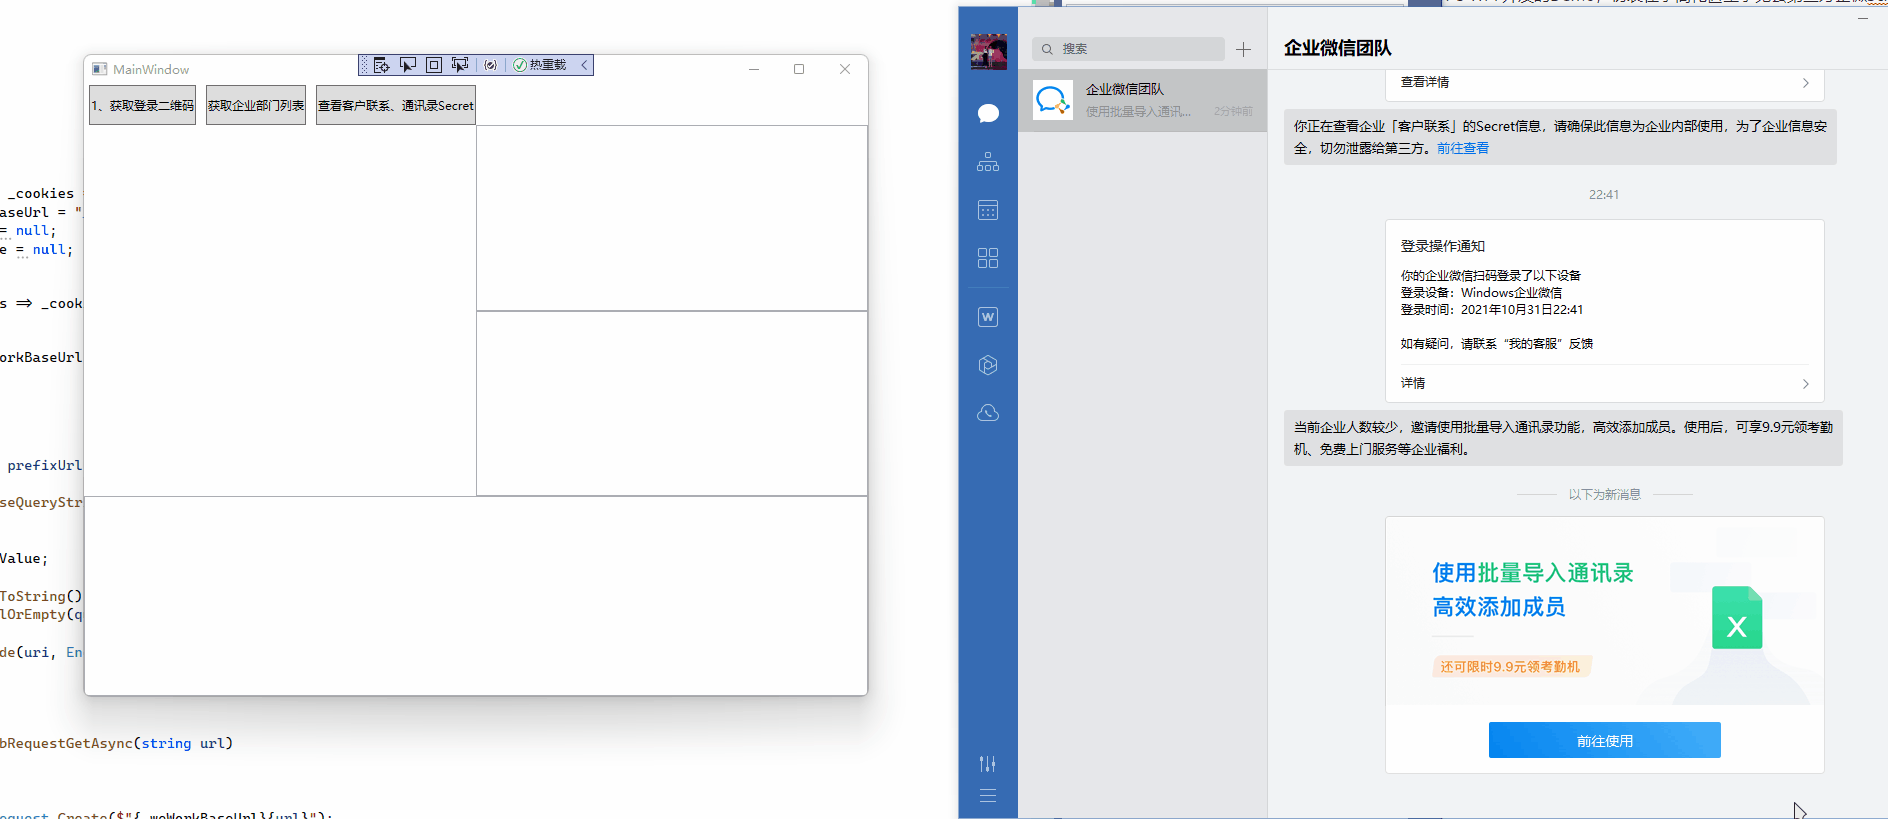 MainWindow
热重载
1、获取登录二维码
获取企业部门列表
查看客户联系、通讯录Secret
_cookies
aseUrl = "
= null;
e = null;
s => _cook
orkBaseUrl
prefixUrl
seQueryStr
Value;
ToString()
lOrEmpty(q
de(uri, En
bRequestGetAsync(string url)
equest.Create($"{_weWorkBaseUrl}{url}");
搜索
企业微信团队
使用批量导入通讯...
2分钟前
企业微信团队
查看详情
你正在查看企业「客户联系」的Secret信息，请确保此信息为企业内部使用，为了企业信息安
全，切勿泄露给第三方。前往查看
22:41
登录操作通知
你的企业微信扫码登录了以下设备
登录设备：Windows企业微信
登录时间：2021年10月31日22:41
如有疑问，请联系“我的客服”反馈
详情
当前企业人数较少，邀请使用批量导入通讯录功能，高效添加成员。使用后，可享9.9元领考勤
机、免费上门服务等企业福利。
以下为新消息
使用批量导入通讯录
高效添加成员
X
还可限时9.9元领考勤机
前往使用
W